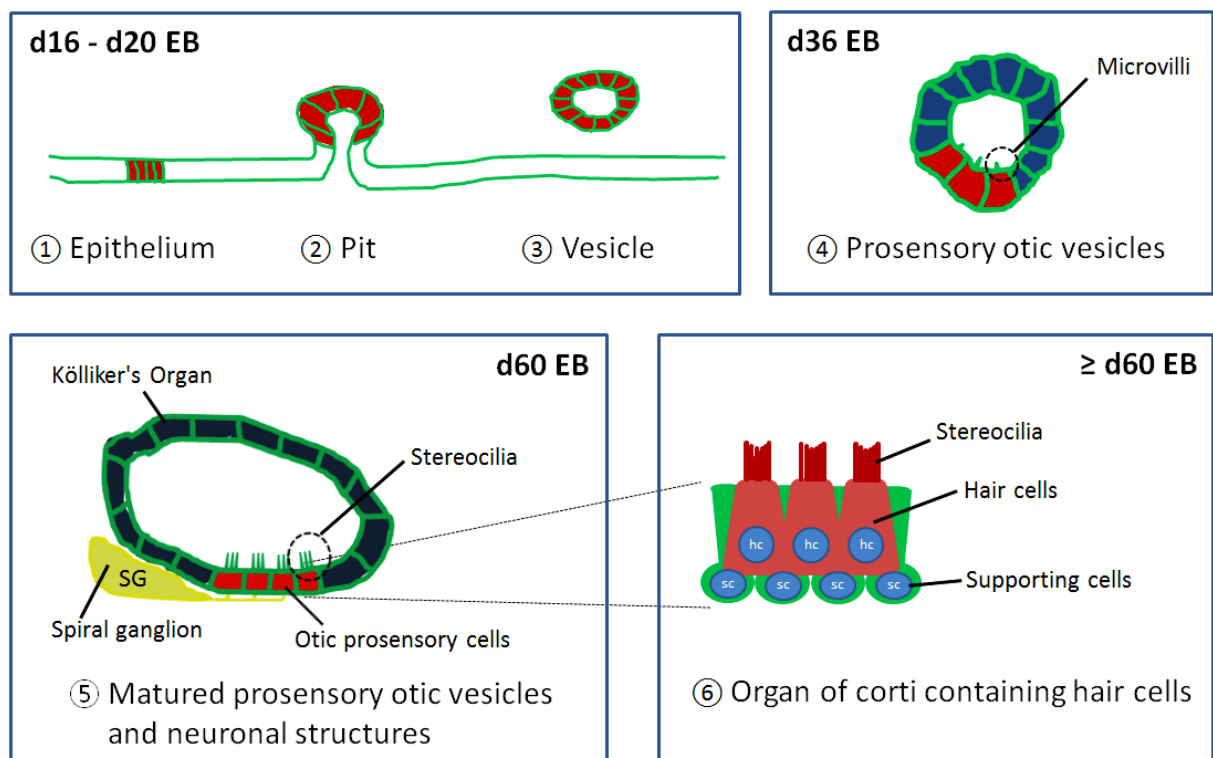 d16 - d20 EB
① Epithelium
② Pit
③ Vesicle
d36 EB
Microvilli
④ Prosensory otic vesicles
d60 EB
Kölliker's Organ
Stereocilia
SG
Spiral ganglion
Otic prosensory cells
⑤ Matured prosensory otic vesicles
and neuronal structures
≥ d60 EB
Stereocilia
Hair cells
hc
hc
hc
sc
sc
sc
sc
Supporting cells
⑥ Organ of corti containing hair cells